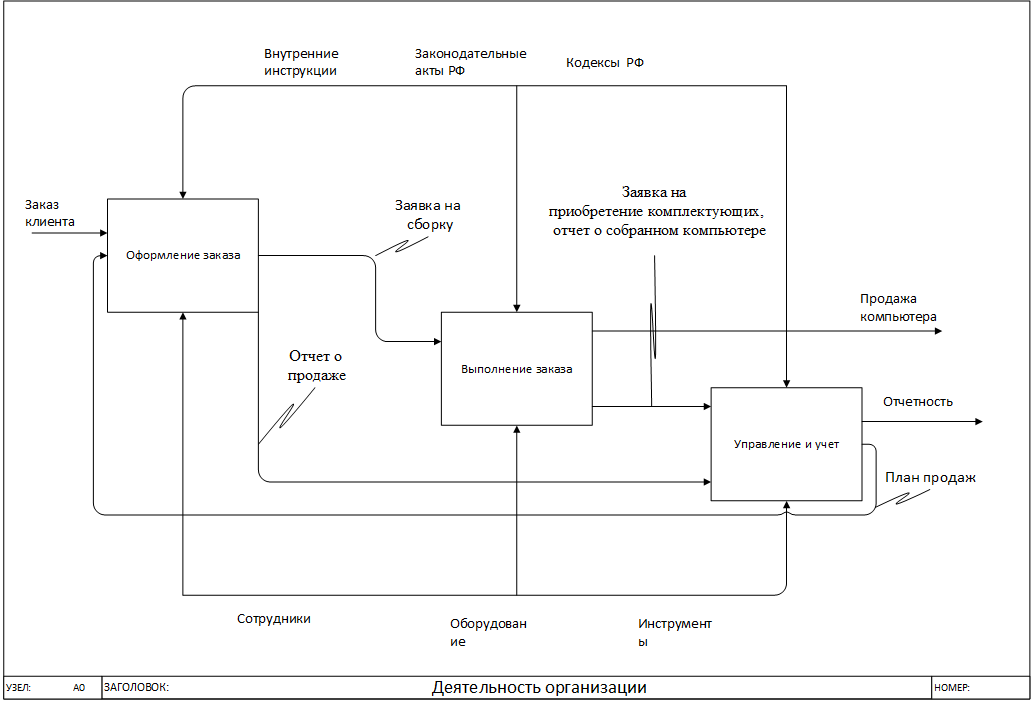 Внутренние
инструкции
Законодательные
акты РФ
Кодексы РФ
Заказ
клиента
Оформление заказа
Заявка на
сборку
Заявка на
приобретение комплектующих,
отчет о собранном компьютере
Продажа
компьютера
Отчет о
продаже
Выполнение заказа
Отчетность
Управление и учет
План продаж
Сотрудники
Оборудован
ие
Инструмент
ы
УЗЕЛ: A0 ЗАГОЛОВОК: Деятельность организации НОМЕР: